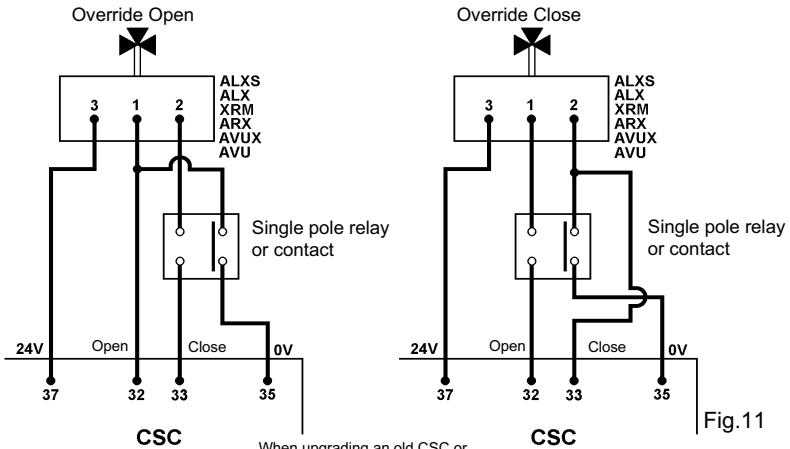 Override Open
ALXS
ALX
XRM
ARX
AVUX
AVU
3 1 2
Single pole relay
or contact
24V Open Close 0V
37 32 33 35
CSC
Override Close
ALXS
ALX
XRM
ARX
AVUX
AVU
3 1 2
Single pole relay
or contact
24V Open Close 0V
37 32 33 35
CSC
Fig.11
When upgrading an old CSC or